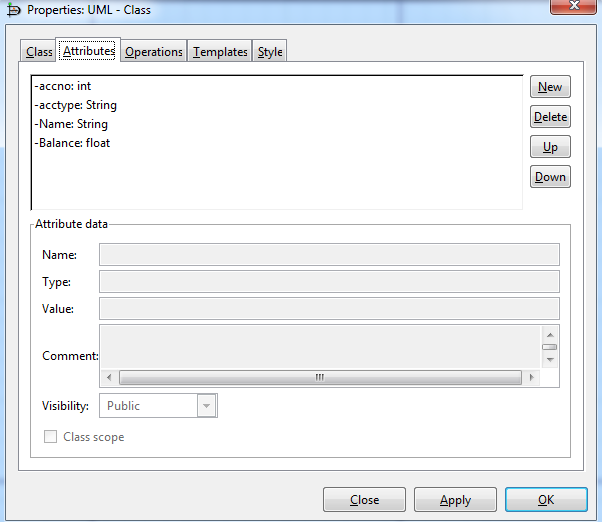 Properties: UML - Class
Class Attributes Operations Templates Style
-accno: int
-acctype: String
-Name: String
-Balance: float
New
Delete
Up
Down
Attribute data
Name:
Type:
Value:
Comment:
Visibility: Public
Class scope
Close Apply OK